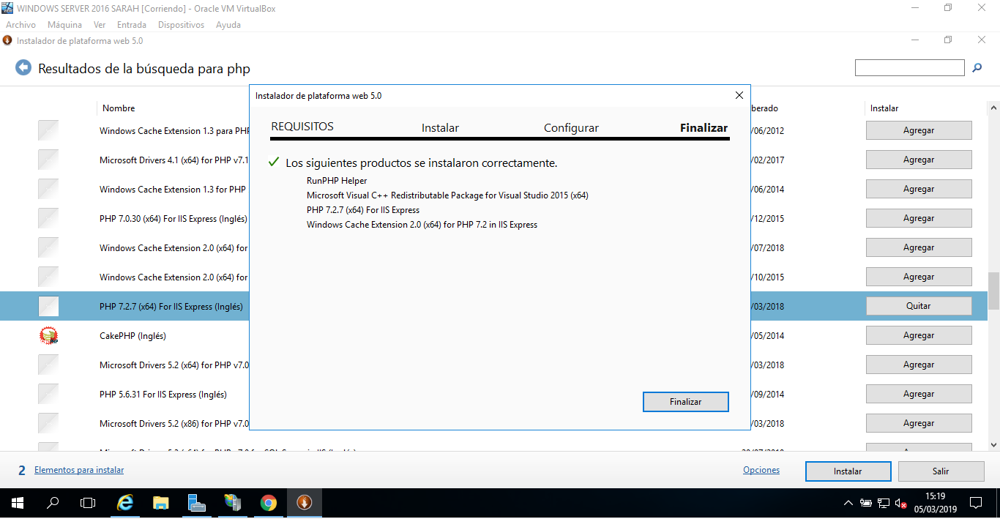 WINDOWS SERVER 2016 SARAH [Corriendo] - Oracle VM VirtualBox
Archivo Máquina Ver Entrada Dispositivos Ayuda
Instalador de plataforma web 5.0
Resultados de la búsqueda para php
Nombre
berado
Instalar
Windows Cache Extension 1.3 para PH
/06/2012
Agregar
Microsoft Drivers 4.1 (x64) for PHP v7.1
/02/2017
Agregar
Windows Cache Extension 1.3 for PHP
/06/2014
Agregar
PHP 7.0.30 (x64) For IIS Express (Inglés)
/12/2015
Agregar
Windows Cache Extension 2.0 (x64) for
/07/2018
Agregar
Windows Cache Extension 2.0 (x64) for
/10/2015
Agregar
PHP 7.2.7 (x64) For IIS Express (Inglés)
/03/2018
Quitar
CakePHP (Inglés)
/05/2014
Agregar
Microsoft Drivers 5.2 (x64) for PHP v7.0
/03/2018
Agregar
PHP 5.6.31 For IIS Express (Inglés)
/09/2014
Agregar
Microsoft Drivers 5.2 (x86) for PHP v7.0
/03/2018
Agregar
Instalador de plataforma web 5.0
REQUISITOS Instalar Configurar Finalizar
Los siguientes productos se instalaron correctamente.
RunPHP Helper
Microsoft Visual C++ Redistributable Package for Visual Studio 2015 (x64)
PHP 7.2.7 (x64) For IIS Express
Windows Cache Extension 2.0 (x64) for PHP 7.2 in IIS Express
Finalizar
2 Elementos para instalar
Opciones
Instalar
Salir
15:19
05/03/2019